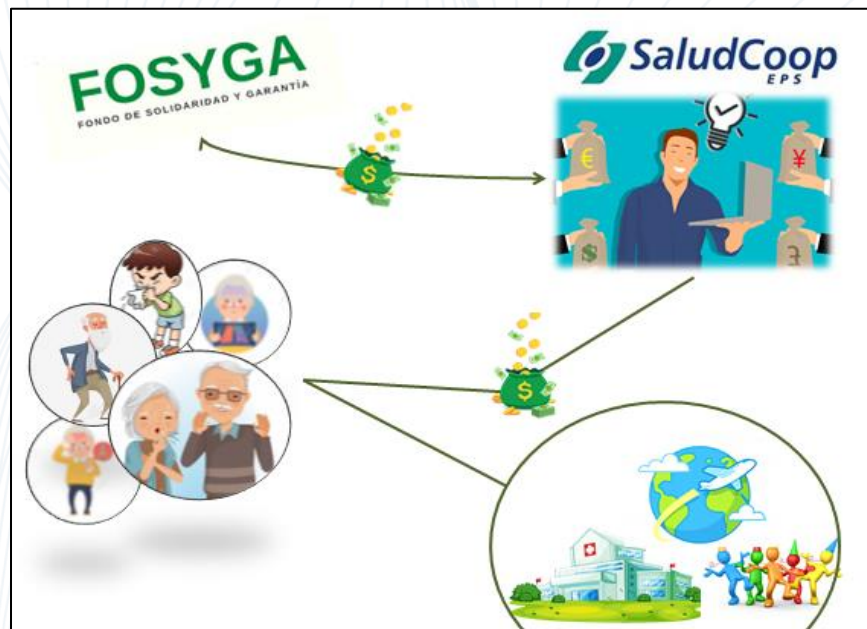 FOSYGA
FONDO DE SOLIDARIDAD Y GARANTÍA
SaludCoop
EPS
€
¥
$
$
$